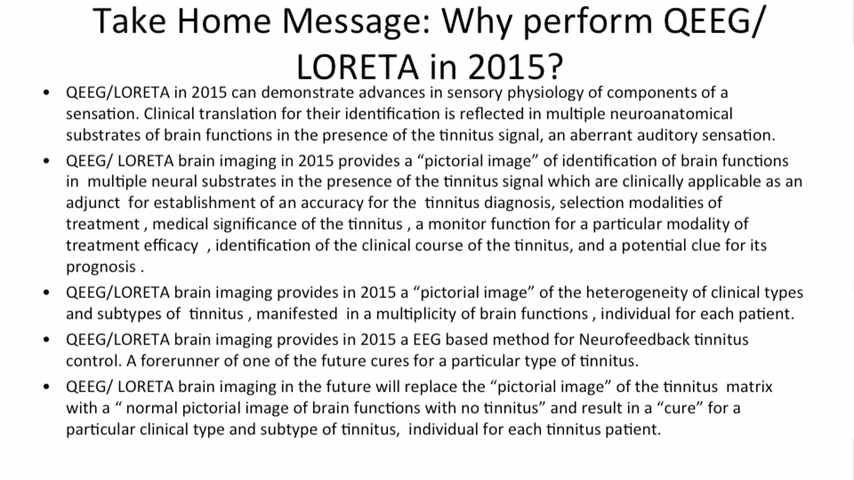 Take Home Message: Why perform QEEG/
LORETA in 2015?
• QEEG/LORETA in 2015 can demonstrate advances in sensory physiology of components of a
sensation. Clinical translation for their identification is reflected in multiple neuroanatomical
substrates of brain functions in the presence of the tinnitus signal, an aberrant auditory sensation.
• QEEG/ LORETA brain imaging in 2015 provides a “pictorial image” of identification of brain functions
in multiple neural substrates in the presence of the tinnitus signal which are clinically applicable as an
adjunct for establishment of an accuracy for the tinnitus diagnosis, selection modalities of
treatment , medical significance of the tinnitus , a monitor function for a particular modality of
treatment efficacy , identification of the clinical course of the tinnitus, and a potential clue for its
prognosis .
• QEEG/LORETA brain imaging provides in 2015 a “pictorial image” of the heterogeneity of clinical types
and subtypes of tinnitus , manifested in a multiplicity of brain functions , individual for each patient.
• QEEG/LORETA brain imaging provides in 2015 a EEG based method for Neurofeedback tinnitus
control. A forerunner of one of the future cures for a particular type of tinnitus.
• QEEG/ LORETA brain imaging in the future will replace the “pictorial image” of the tinnitus matrix
with a “ normal pictorial image of brain functions with no tinnitus” and result in a “cure” for a
particular clinical type and subtype of tinnitus, individual for each tinnitus patient.